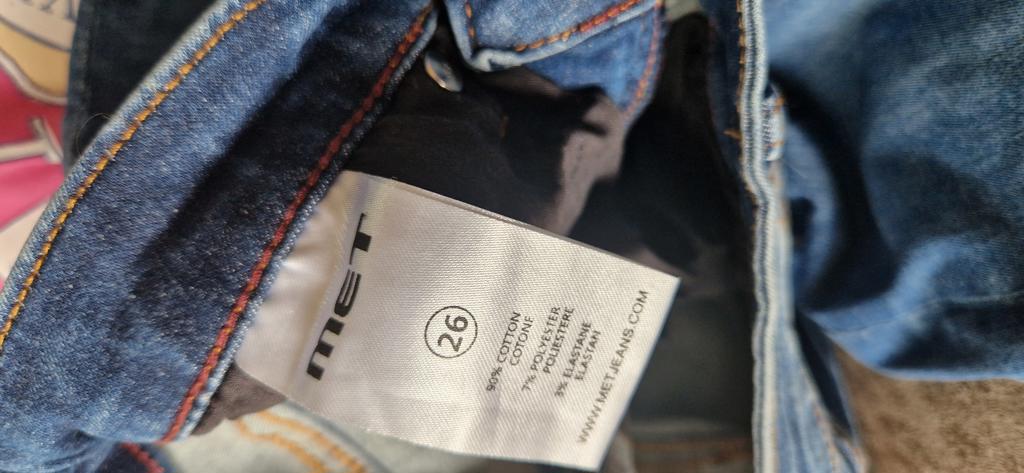 MET
26
90% COTTON
COTONE
7% POLYESTER
POLIESTERE
3% ELASTANE
ELASTAN
WWW.METJEANS.COM